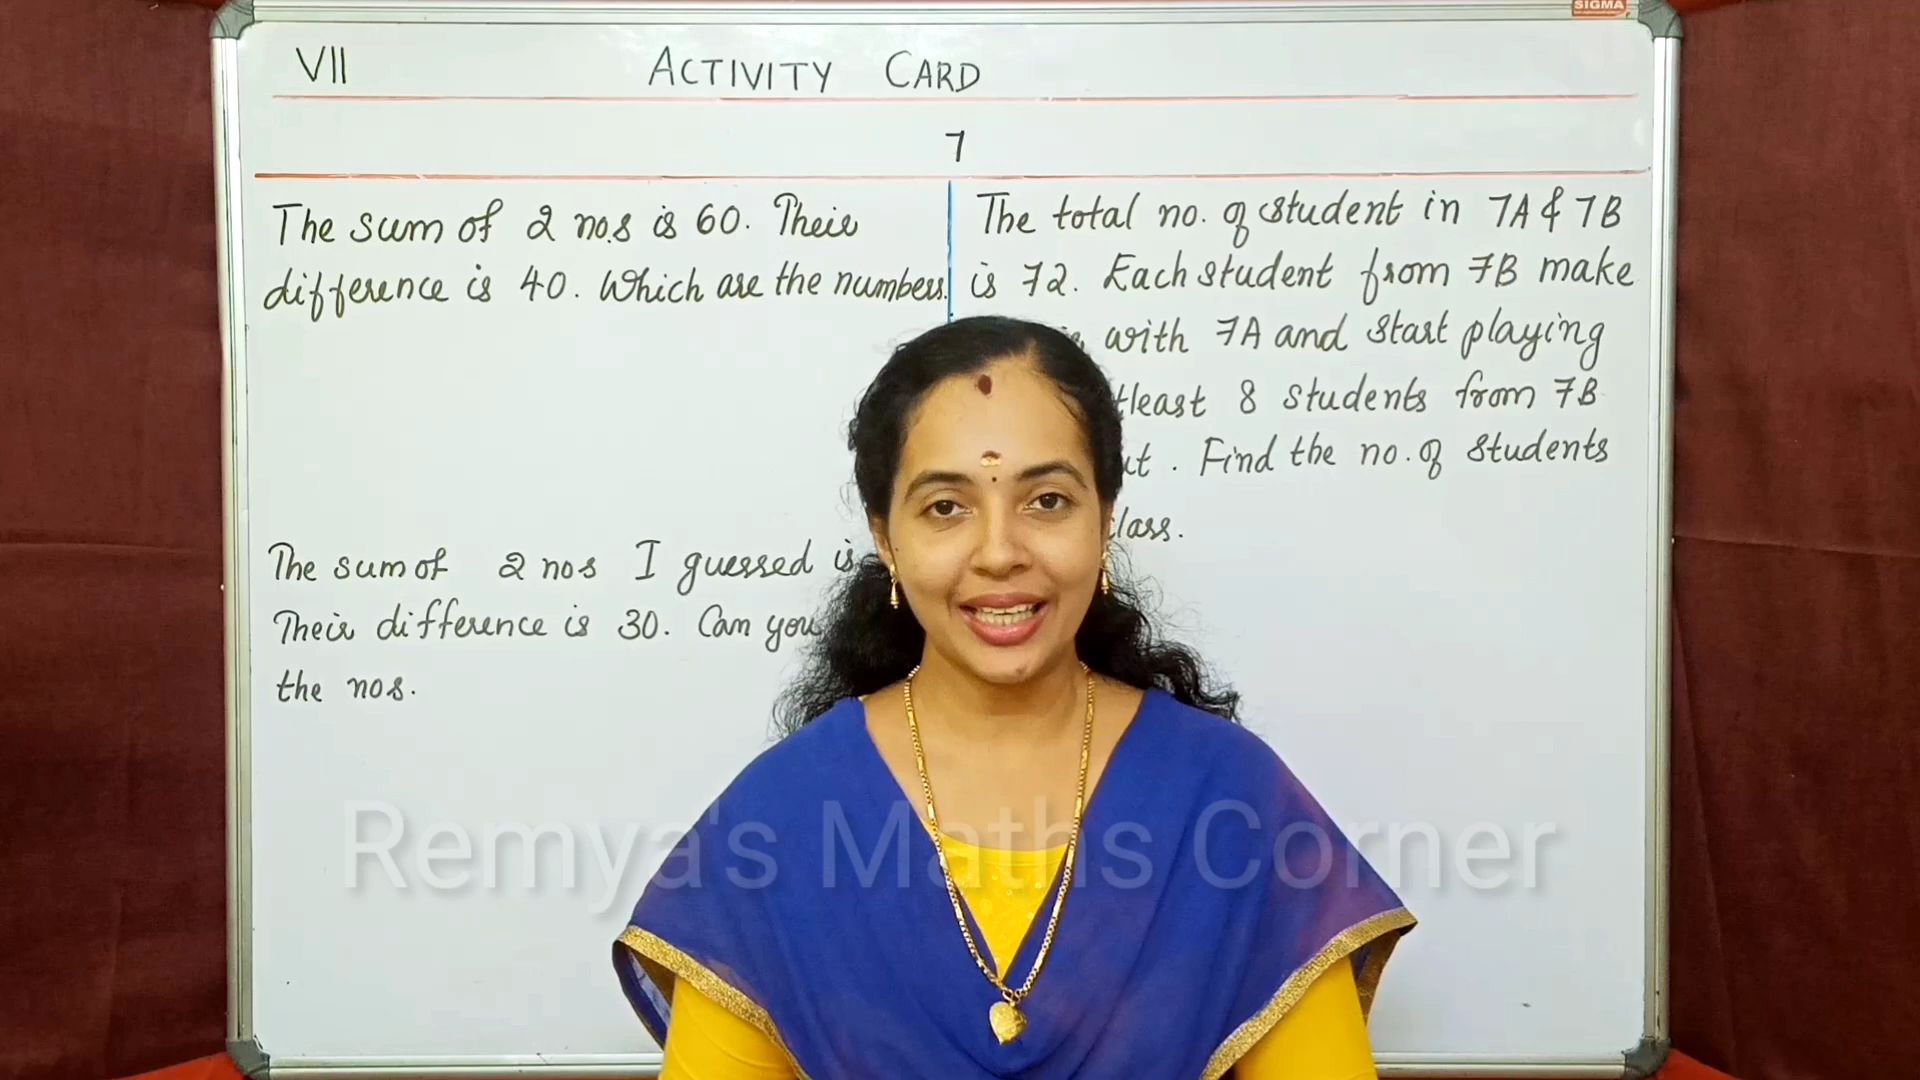 SIGMA
VII ACTIVITY CARD
7
The sum of 2 nos is 60. Their
difference is 40. Which are the numbers.
The sum of 2 nos I guessed is
Their difference is 30. Can you
the nos.
The total no. of student in 7A & 7B
is 72. Each student from 7B make
with 7A and start playing
8 students from 7B
. Find the no. of students
class.
Remya's Maths Corner